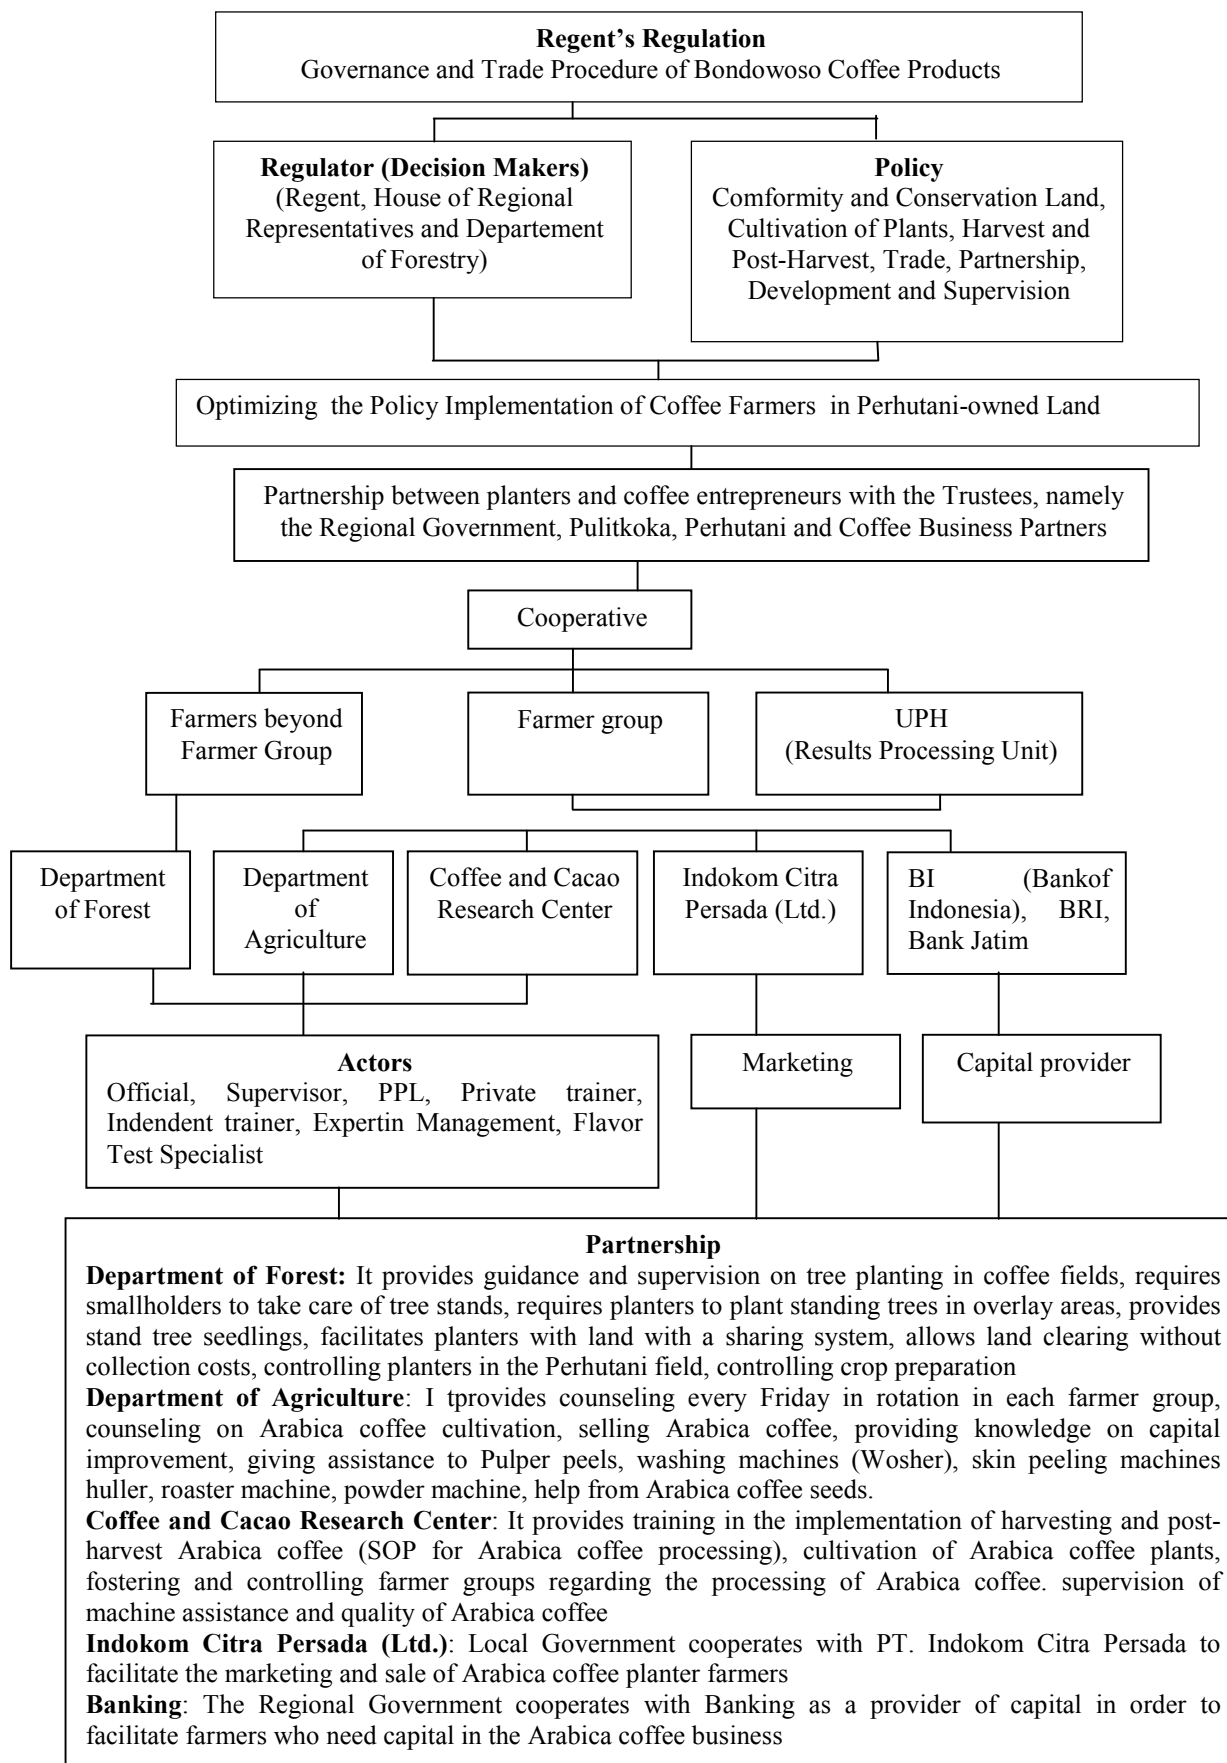 Regent's Regulation
Governance and Trade Procedure of Bondowoso Coffee Products
Regulator (Decision Makers)
(Regent, House of Regional
Representatives and Departement
of Forestry)
Policy
Comformity and Conservation Land,
Cultivation of Plants, Harvest and
Post-Harvest, Trade, Partnership,
Development and Supervision
Optimizing the Policy Implementation of Coffee Farmers in Perhutani-owned Land
Partnership between planters and coffee entrepreneurs with the Trustees, namely
the Regional Government, Pulitkoka, Perhutani and Coffee Business Partners
Cooperative
Farmers beyond
Farmer Group
Farmer group
UPH
(Results Processing Unit)
Department
of Forest
Department
of
Agriculture
Coffee and Cacao
Research Center
Indokom Citra
Persada (Ltd.)
BI (Bankof
Indonesia), BRI,
Bank Jatim
Actors
Official, Supervisor, PPL, Private trainer,
Indendent trainer, Expertin Management, Flavor
Test Specialist
Marketing
Capital provider
Partnership
Department of Forest: It provides guidance and supervision on tree planting in coffee fields, requires
smallholders to take care of tree stands, requires planters to plant standing trees in overlay areas, provides
stand tree seedlings, facilitates planters with land with a sharing system, allows land clearing without
collection costs, controlling planters in the Perhutani field, controlling crop preparation
Department of Agriculture: I tprovides counseling every Friday in rotation in each farmer group,
counseling on Arabica coffee cultivation, selling Arabica coffee, providing knowledge on capital
improvement, giving assistance to Pulper peels, washing machines (Wosher), skin peeling machines
huller, roaster machine, powder machine, help from Arabica coffee seeds.
Coffee and Cacao Research Center: It provides training in the implementation of harvesting and post-
harvest Arabica coffee (SOP for Arabica coffee processing), cultivation of Arabica coffee plants,
fostering and controlling farmer groups regarding the processing of Arabica coffee. supervision of
machine assistance and quality of Arabica coffee
Indokom Citra Persada (Ltd.): Local Government cooperates with PT. Indokom Citra Persada to
facilitate the marketing and sale of Arabica coffee planter farmers
Banking: The Regional Government cooperates with Banking as a provider of capital in order to
facilitate farmers who need capital in the Arabica coffee business